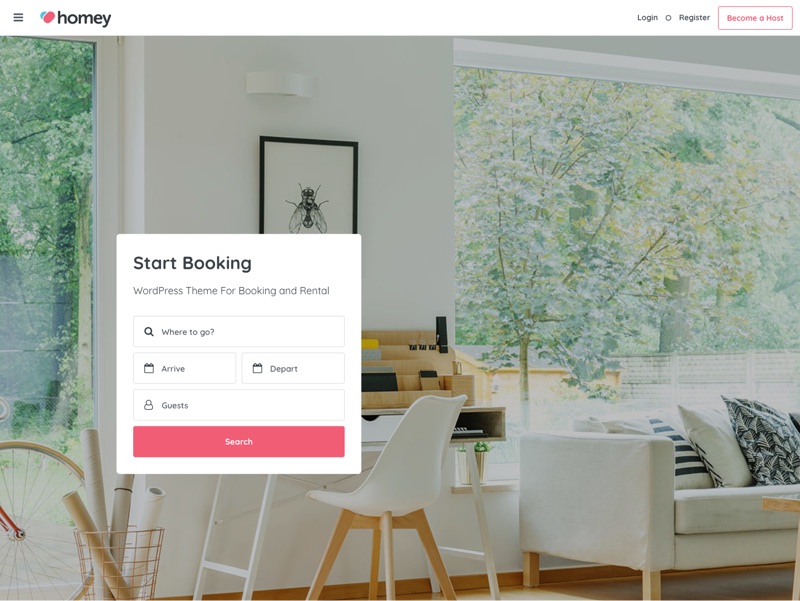 homey
Login Register Become a Host
Start Booking
WordPress Theme For Booking and Rental
Where to go?
Arrive Depart
Guests
Search